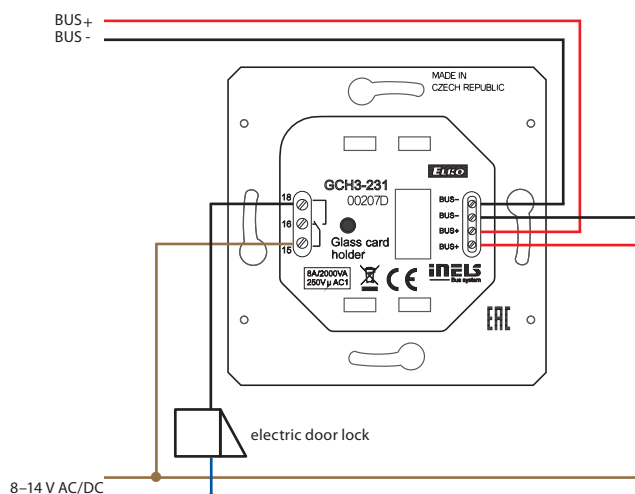 BUS+
BUS -
MADE IN
CZECH REPUBLIC
ELKO
GCH3-231
00207D
18
16
15
Glass card
holder
BUS–
BUS–
BUS+
BUS+
8A/2000VA
250V µ AC1
CE
iNELS
Bus system
EAC
electric door lock
8–14 V AC/DC